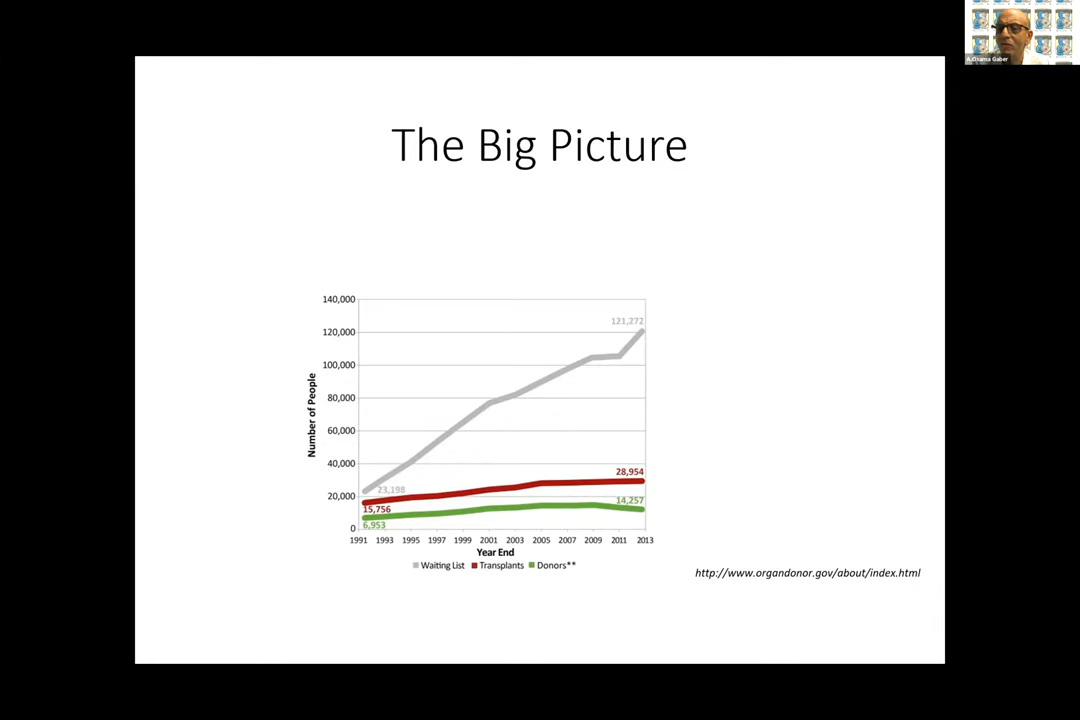 A.Osama Gaber
The Big Picture
140,000
120,000
100,000
80,000
60,000
40,000
20,000
0
Number of People
121,272
28,954
14,257
23,198
15,756
6,953
1991 1993 1995 1997 1999 2001 2003 2005 2007 2009 2011 2013
Year End
Waiting List Transplants Donors**
http://www.organdonor.gov/about/index.html